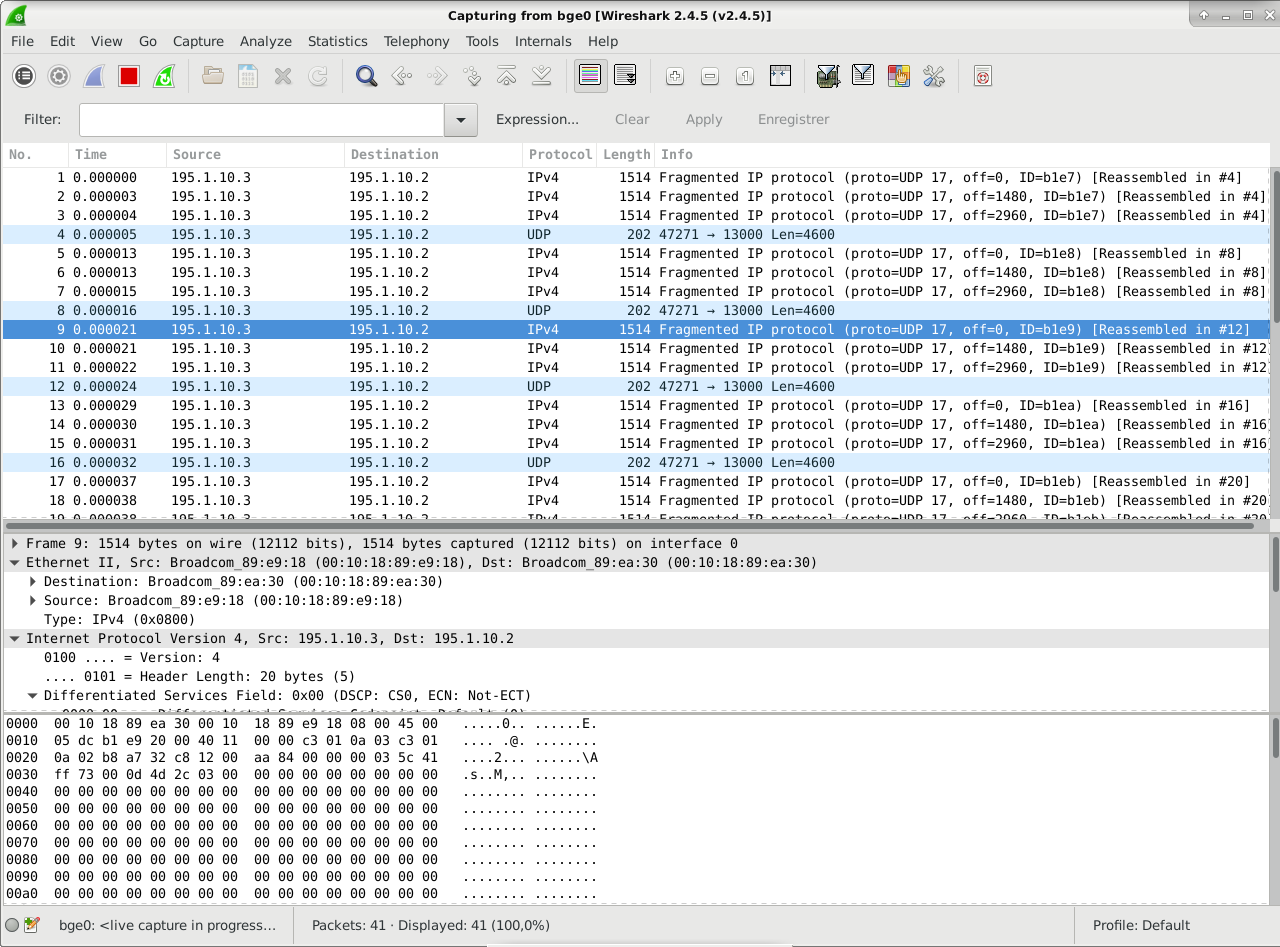 Capturing from bge0 [Wireshark 2.4.5 (v2.4.5)]
File Edit View Go Capture Analyze Statistics Telephony Tools Internals Help
Filter: Expression... Clear Apply Enregistrer
No. Time Source Destination Protocol Length Info
1 0.000000 195.1.10.3 195.1.10.2 IPv4 1514 Fragmented IP protocol (proto=UDP 17, off=0, ID=b1e7) [Reassembled in #4]
2 0.000003 195.1.10.3 195.1.10.2 IPv4 1514 Fragmented IP protocol (proto=UDP 17, off=1480, ID=b1e7) [Reassembled in #4]
3 0.000004 195.1.10.3 195.1.10.2 IPv4 1514 Fragmented IP protocol (proto=UDP 17, off=2960, ID=b1e7) [Reassembled in #4]
4 0.000005 195.1.10.3 195.1.10.2 UDP 202 47271 → 13000 Len=4600
5 0.000013 195.1.10.3 195.1.10.2 IPv4 1514 Fragmented IP protocol (proto=UDP 17, off=0, ID=b1e8) [Reassembled in #8]
6 0.000013 195.1.10.3 195.1.10.2 IPv4 1514 Fragmented IP protocol (proto=UDP 17, off=1480, ID=b1e8) [Reassembled in #8]
7 0.000015 195.1.10.3 195.1.10.2 IPv4 1514 Fragmented IP protocol (proto=UDP 17, off=2960, ID=b1e8) [Reassembled in #8]
8 0.000016 195.1.10.3 195.1.10.2 UDP 202 47271 → 13000 Len=4600
9 0.000021 195.1.10.3 195.1.10.2 IPv4 1514 Fragmented IP protocol (proto=UDP 17, off=0, ID=b1e9) [Reassembled in #12]
10 0.000021 195.1.10.3 195.1.10.2 IPv4 1514 Fragmented IP protocol (proto=UDP 17, off=1480, ID=b1e9) [Reassembled in #12
11 0.000022 195.1.10.3 195.1.10.2 IPv4 1514 Fragmented IP protocol (proto=UDP 17, off=2960, ID=b1e9) [Reassembled in #12
12 0.000024 195.1.10.3 195.1.10.2 UDP 202 47271 → 13000 Len=4600
13 0.000029 195.1.10.3 195.1.10.2 IPv4 1514 Fragmented IP protocol (proto=UDP 17, off=0, ID=b1ea) [Reassembled in #16]
14 0.000030 195.1.10.3 195.1.10.2 IPv4 1514 Fragmented IP protocol (proto=UDP 17, off=1480, ID=b1ea) [Reassembled in #16
15 0.000031 195.1.10.3 195.1.10.2 IPv4 1514 Fragmented IP protocol (proto=UDP 17, off=2960, ID=b1ea) [Reassembled in #16
16 0.000032 195.1.10.3 195.1.10.2 UDP 202 47271 → 13000 Len=4600
17 0.000037 195.1.10.3 195.1.10.2 IPv4 1514 Fragmented IP protocol (proto=UDP 17, off=0, ID=b1eb) [Reassembled in #20]
18 0.000038 195.1.10.3 195.1.10.2 IPv4 1514 Fragmented IP protocol (proto=UDP 17, off=1480, ID=b1eb) [Reassembled in #20
Frame 9: 1514 bytes on wire (12112 bits), 1514 bytes captured (12112 bits) on interface 0
Ethernet II, Src: Broadcom_89:e9:18 (00:10:18:89:e9:18), Dst: Broadcom_89:ea:30 (00:10:18:89:ea:30)
Destination: Broadcom_89:ea:30 (00:10:18:89:ea:30)
Source: Broadcom_89:e9:18 (00:10:18:89:e9:18)
Type: IPv4 (0x0800)
Internet Protocol Version 4, Src: 195.1.10.3, Dst: 195.1.10.2
0100 .... = Version: 4
.... 0101 = Header Length: 20 bytes (5)
Differentiated Services Field: 0x00 (DSCP: CS0, ECN: Not-ECT)
0000 00 10 18 89 ea 30 00 10 18 89 e9 18 08 00 45 00 .....0.. ......E.
0010 05 dc b1 e9 20 00 40 11 00 00 c3 01 0a 03 c3 01 .... .@. ........
0020 0a 02 b8 a7 32 c8 12 00 aa 84 00 00 00 03 5c 41 ....2... ......\A
0030 ff 73 00 0d 4d 2c 03 00 00 00 00 00 00 00 00 00 .s..M,.. ........
0040 00 00 00 00 00 00 00 00 00 00 00 00 00 00 00 00 ........ ........
0050 00 00 00 00 00 00 00 00 00 00 00 00 00 00 00 00 ........ ........
0060 00 00 00 00 00 00 00 00 00 00 00 00 00 00 00 00 ........ ........
0070 00 00 00 00 00 00 00 00 00 00 00 00 00 00 00 00 ........ ........
0080 00 00 00 00 00 00 00 00 00 00 00 00 00 00 00 00 ........ ........
0090 00 00 00 00 00 00 00 00 00 00 00 00 00 00 00 00 ........ ........
00a0 00 00 00 00 00 00 00 00 00 00 00 00 00 00 00 00 ........ ........
bge0: <live capture in progress... Packets: 41 · Displayed: 41 (100,0%) Profile: Default